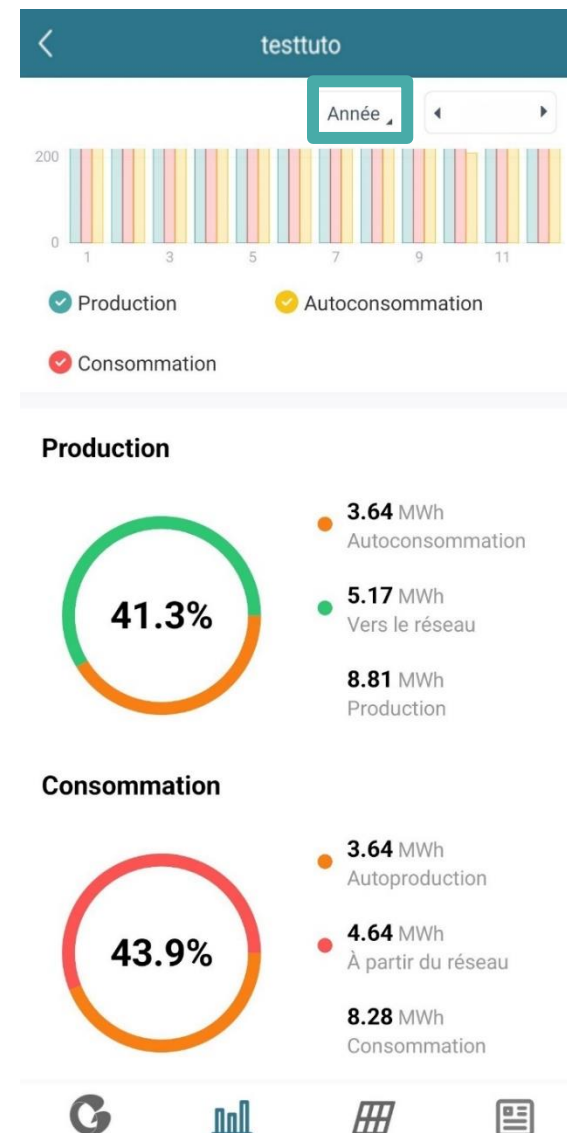 testtuto
Année
200
0
1 3 5 7 9 11
Production Autoconsommation
Consommation
Production
41.3%
3.64 MWh
Autoconsommation
5.17 MWh
Vers le réseau
8.81 MWh
Production
Consommation
43.9%
3.64 MWh
Autoproduction
4.64 MWh
À partir du réseau
8.28 MWh
Consommation